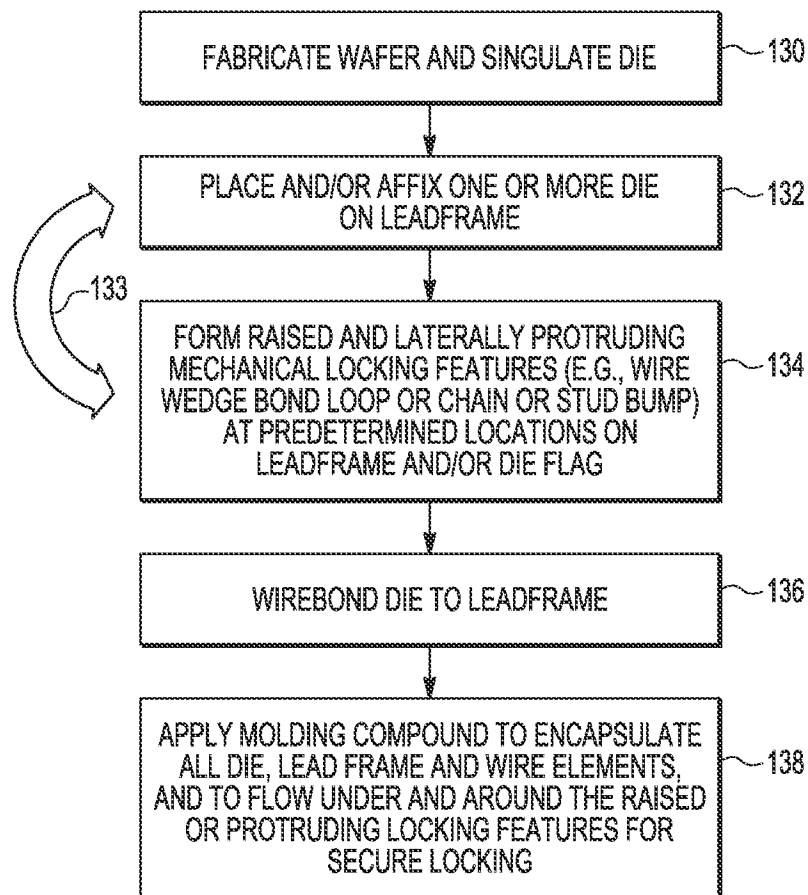 FABRICATE WAFER AND SINGULATE DIE
130
PLACE AND/OR AFFIX ONE OR MORE DIE
ON LEADFRAME
132
133
FORM RAISED AND LATERALLY PROTRUDING
MECHANICAL LOCKING FEATURES (E.G., WIRE
WEDGE BOND LOOP OR CHAIN OR STUD BUMP)
AT PREDETERMINED LOCATIONS ON
LEADFRAME AND/OR DIE FLAG
134
WIREBOND DIE TO LEADFRAME
136
APPLY MOLDING COMPOUND TO ENCAPSULATE
ALL DIE, LEAD FRAME AND WIRE ELEMENTS,
AND TO FLOW UNDER AND AROUND THE RAISED
OR PROTRUDING LOCKING FEATURES FOR
SECURE LOCKING
138